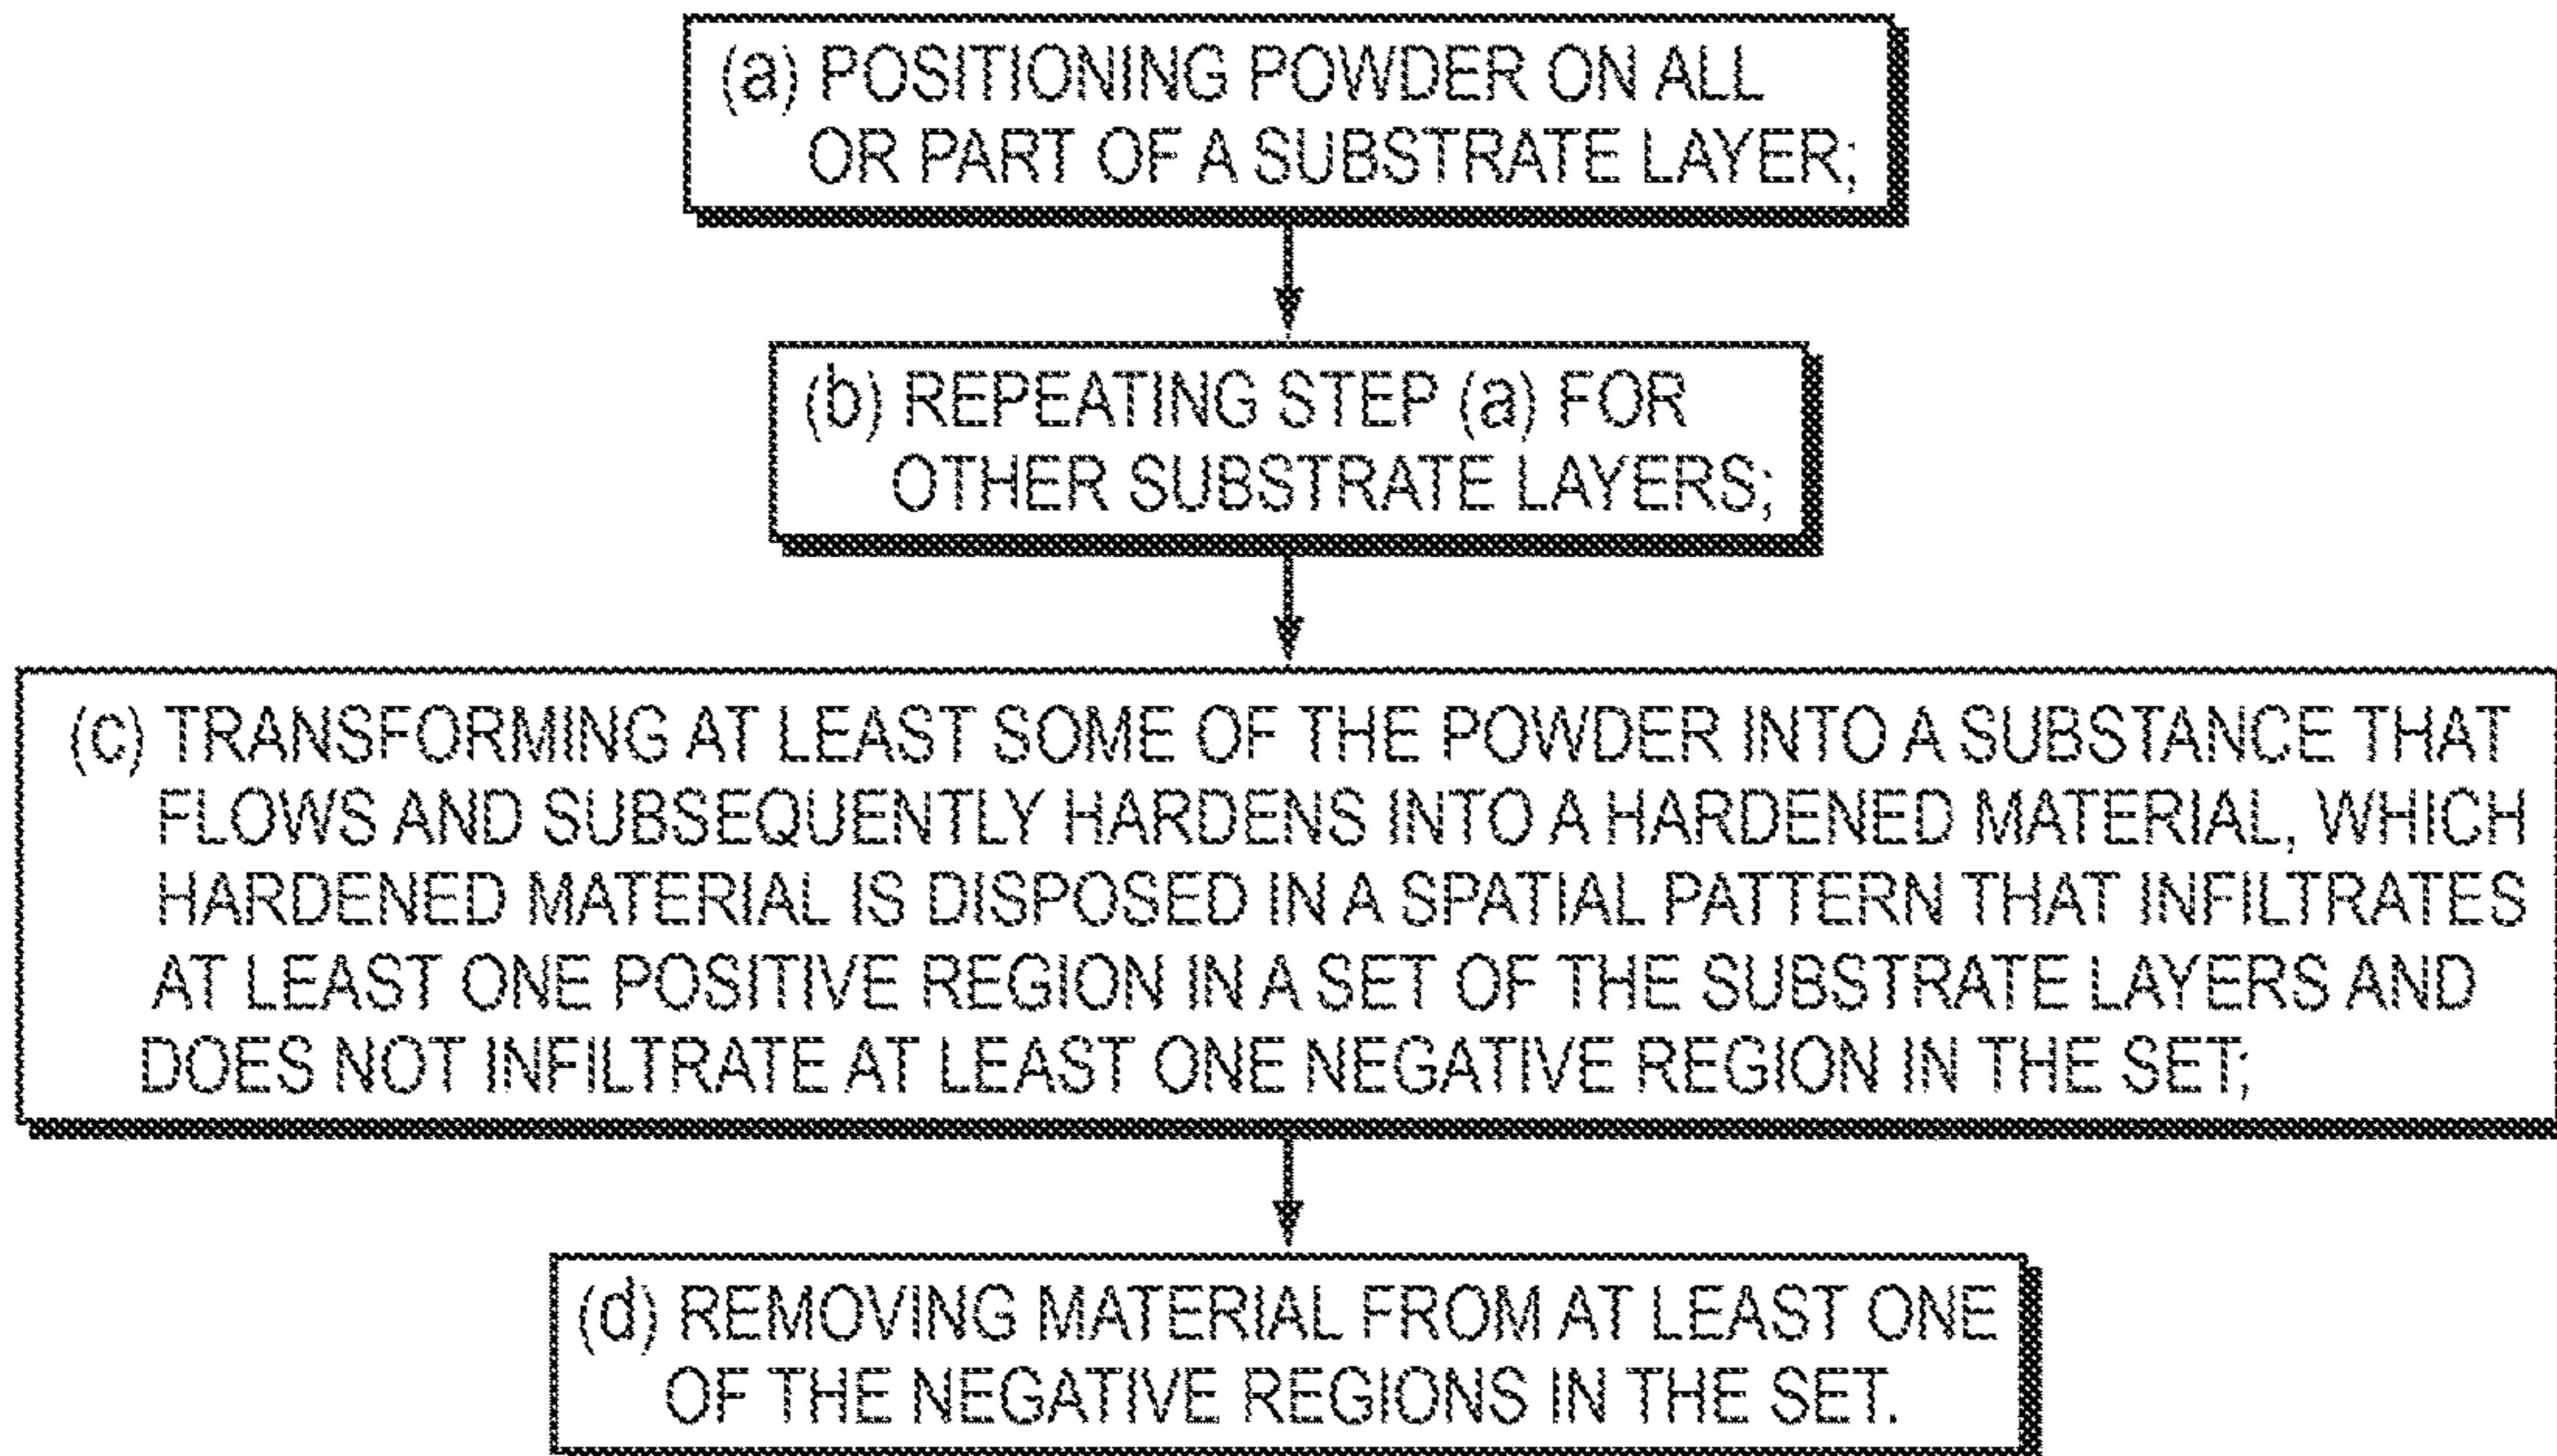 (a) POSITIONING POWDER ON ALL
OR PART OF A SUBSTRATE LAYER;
(b) REPEATING STEP (a) FOR
OTHER SUBSTRATE LAYERS;
(c) TRANSFORMING AT LEAST SOME OF THE POWDER INTO A SUBSTANCE THAT
FLOWS AND SUBSEQUENTLY HARDENS INTO A HARDENED MATERIAL, WHICH
HARDENED MATERIAL IS DISPOSED IN A SPATIAL PATTERN THAT INFILTRATES
AT LEAST ONE POSITIVE REGION IN A SET OF THE SUBSTRATE LAYERS AND
DOES NOT INFILTRATE AT LEAST ONE NEGATIVE REGION IN THE SET;
(d) REMOVING MATERIAL FROM AT LEAST ONE
OF THE NEGATIVE REGIONS IN THE SET.